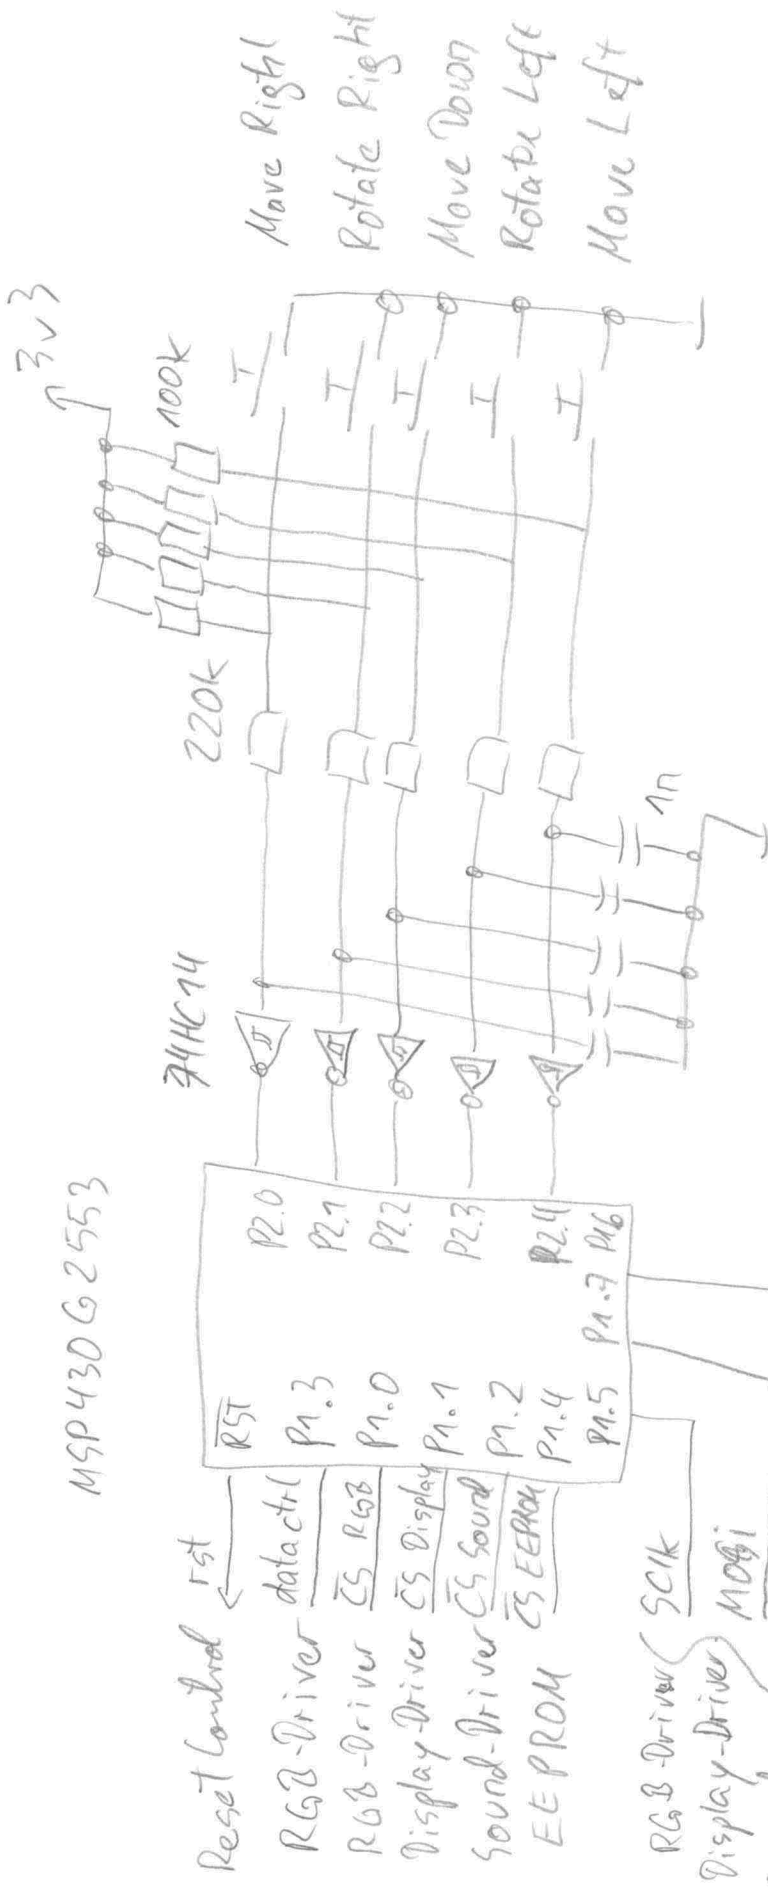 3v3
MSP430G2553
100k
74HC14
220k
Reset Control rst RST P2.0 Move Right
RGB-Driver datactrl P1.3 P2.1 Rotate Right
RGB-Driver CS RGB P1.0 P2.2 Move Down
Display-Driver CS Display P1.1 P2.3 Rotate Left
Sound-Driver CS Sound P1.2
EEPROM CS EEPROM P1.4 P2.4 Move Left
P1.5 P1.7 P1.6
1n
RGB-Driver SClk
Display-Driver MOSI